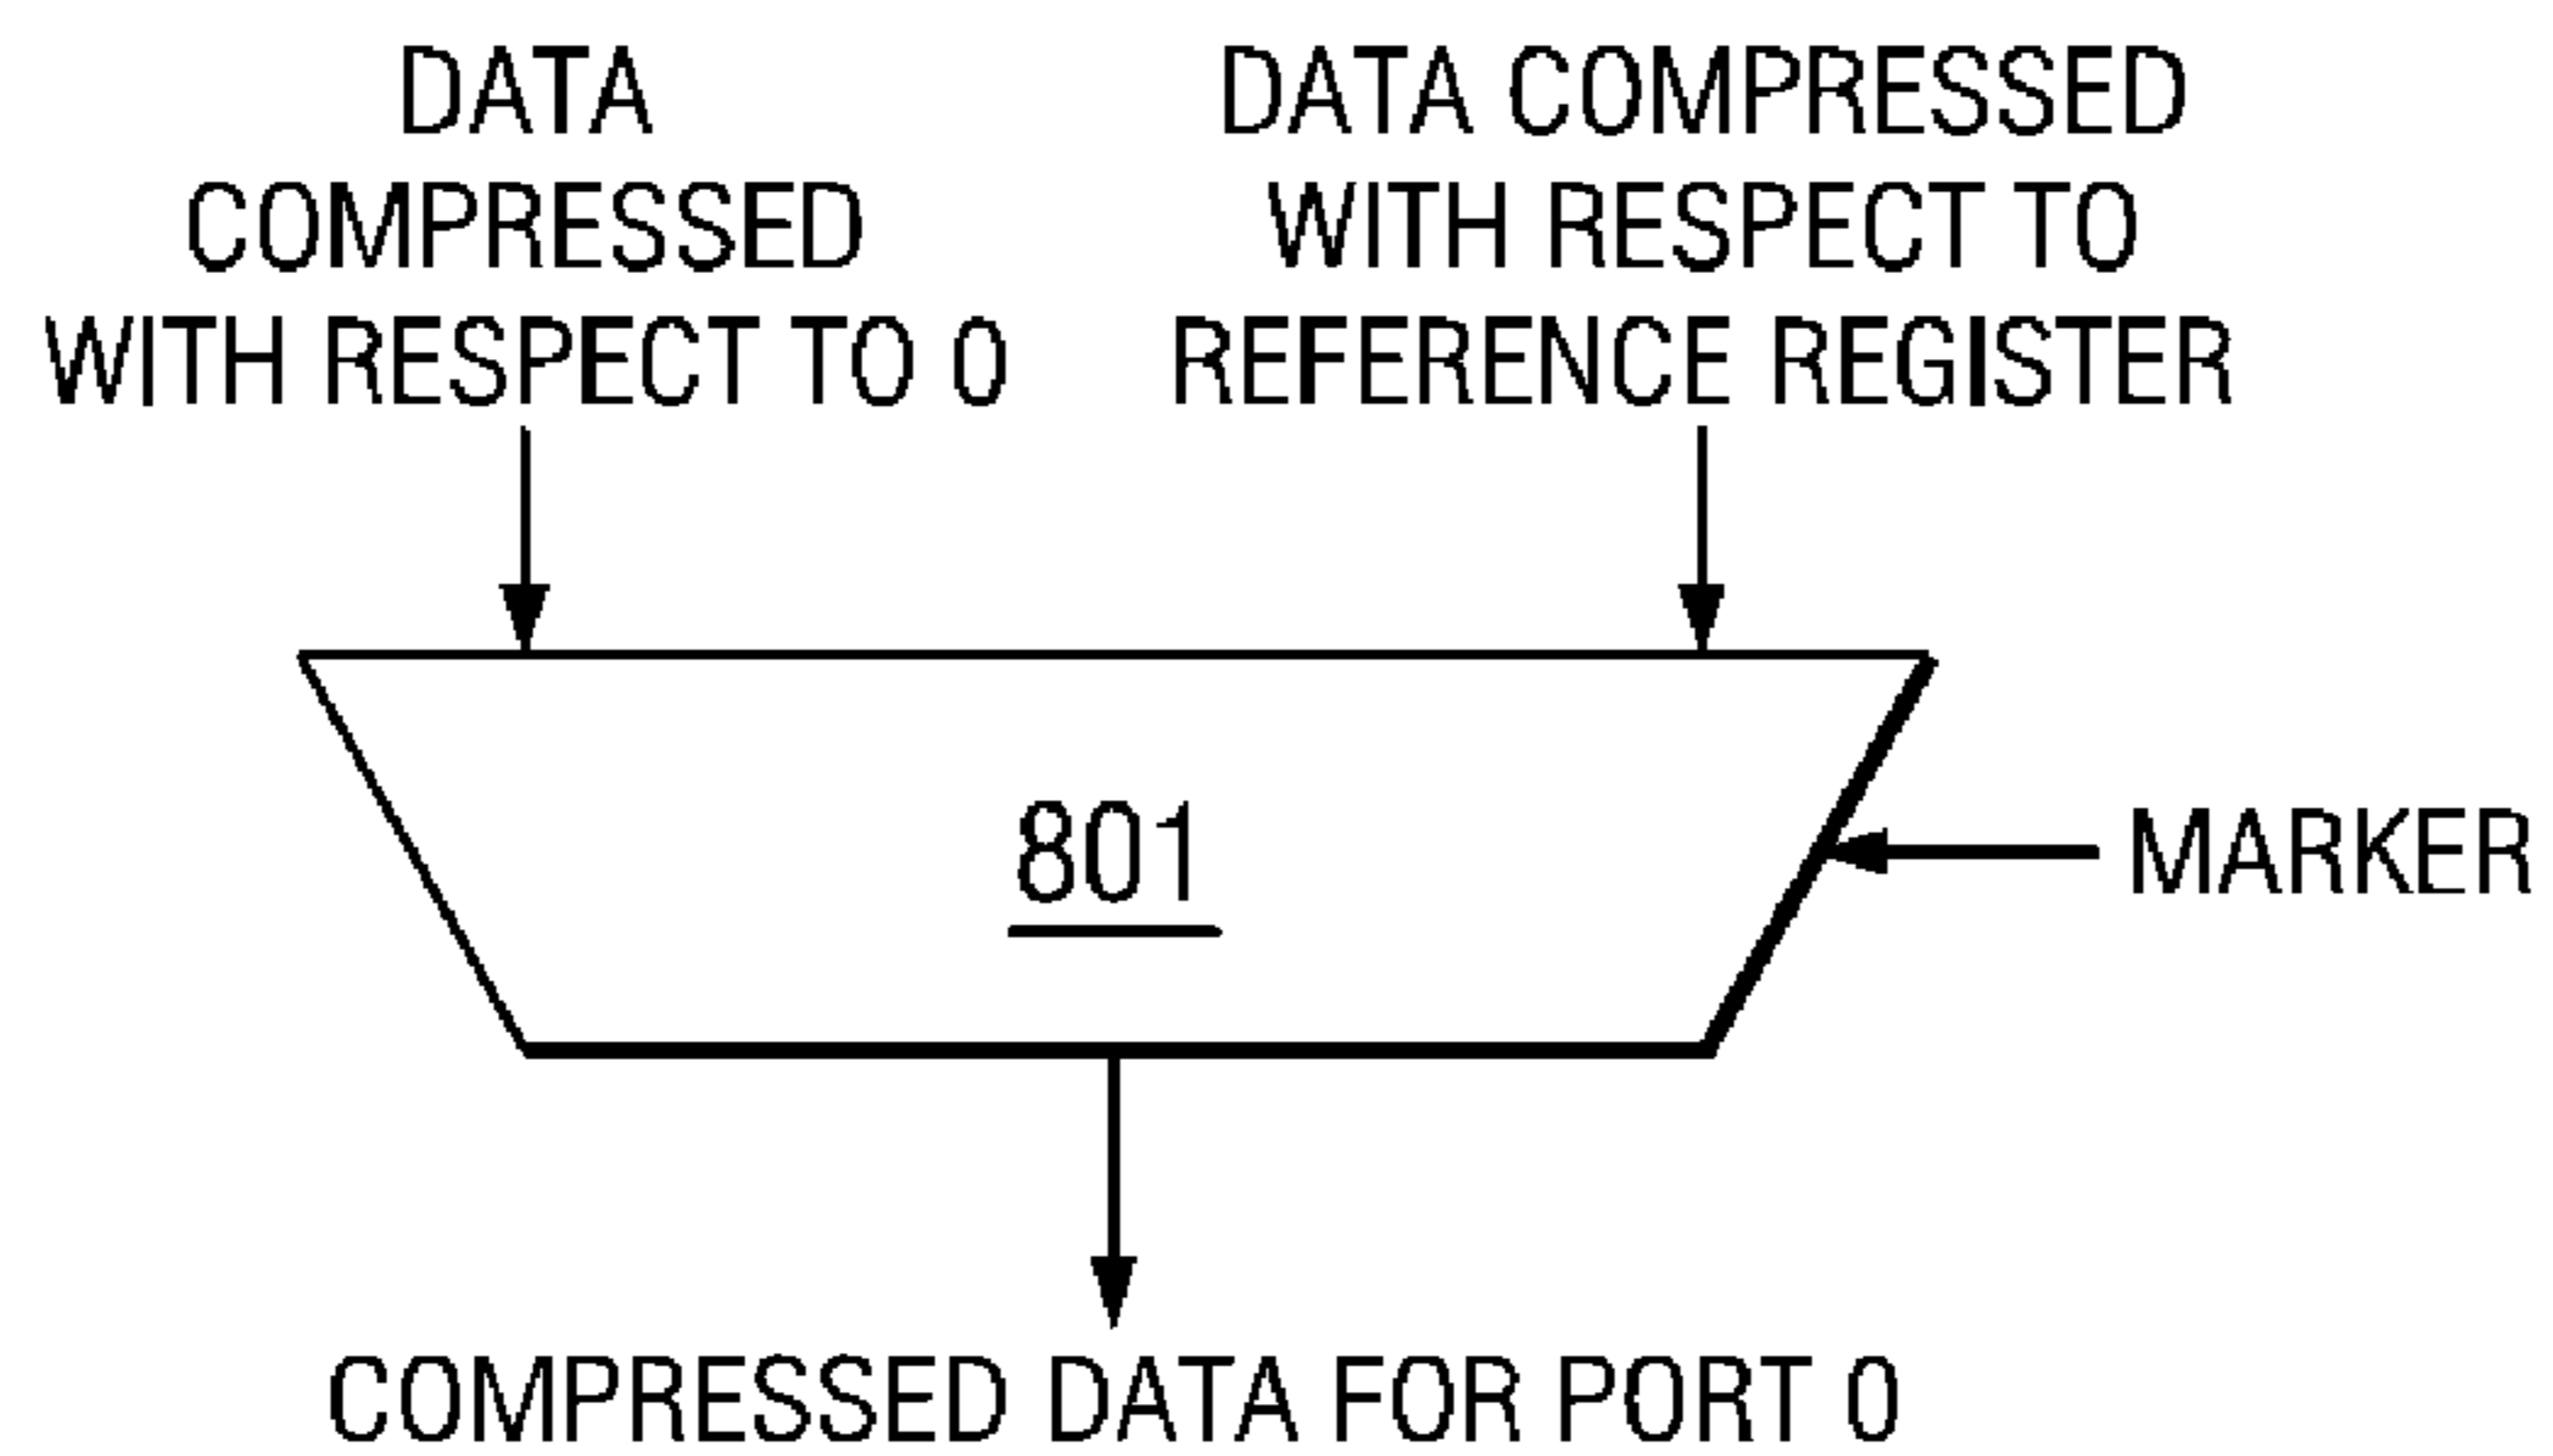 DATA
COMPRESSED
WITH RESPECT TO 0
DATA COMPRESSED
WITH RESPECT TO
REFERENCE REGISTER
801
MARKER
COMPRESSED DATA FOR PORT 0